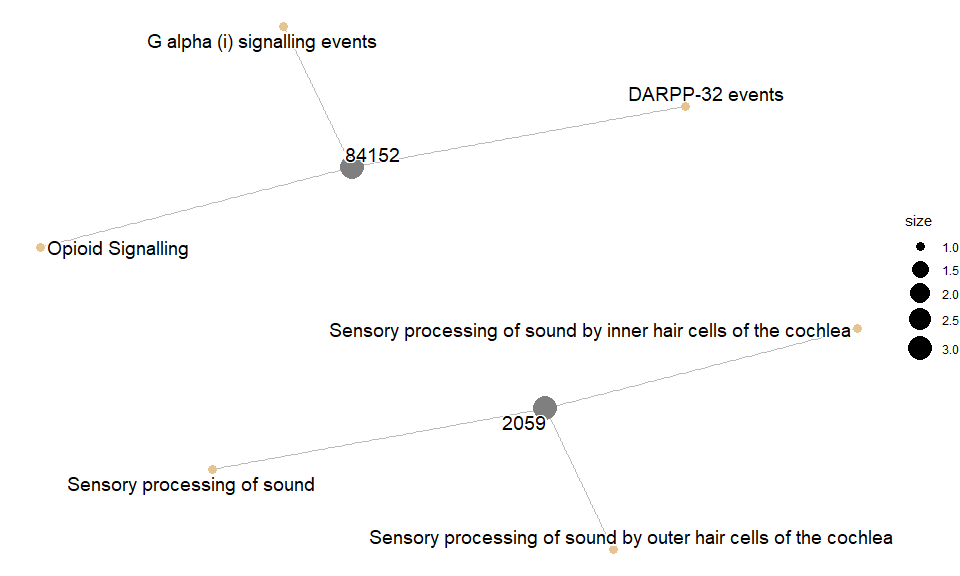 G alpha (i) signalling events
DARPP-32 events
84152
size
Opioid Signalling
1.0
1.5
2.0
2.5
3.0
Sensory processing of sound by inner hair cells of the cochlea
2059
Sensory processing of sound
Sensory processing of sound by outer hair cells of the cochlea